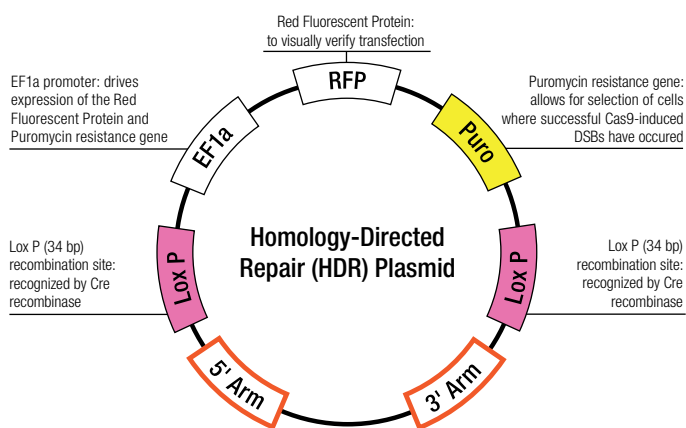 Red Fluorescent Protein:
to visually verify transfection
RFP
EF1a promoter: drives
expression of the Red
Fluorescent Protein and
Puromycin resistance gene
Puromycin resistance gene:
allows for selection of cells
where successful Cas9-induced
DSBs have occured
EF1a
Puro
Homology-Directed
Repair (HDR) Plasmid
Lox P (34 bp)
recombination site:
recognized by Cre
recombinase
Lox P
Lox P
Lox P (34 bp)
recombination site:
recognized by Cre
recombinase
5' Arm
3' Arm